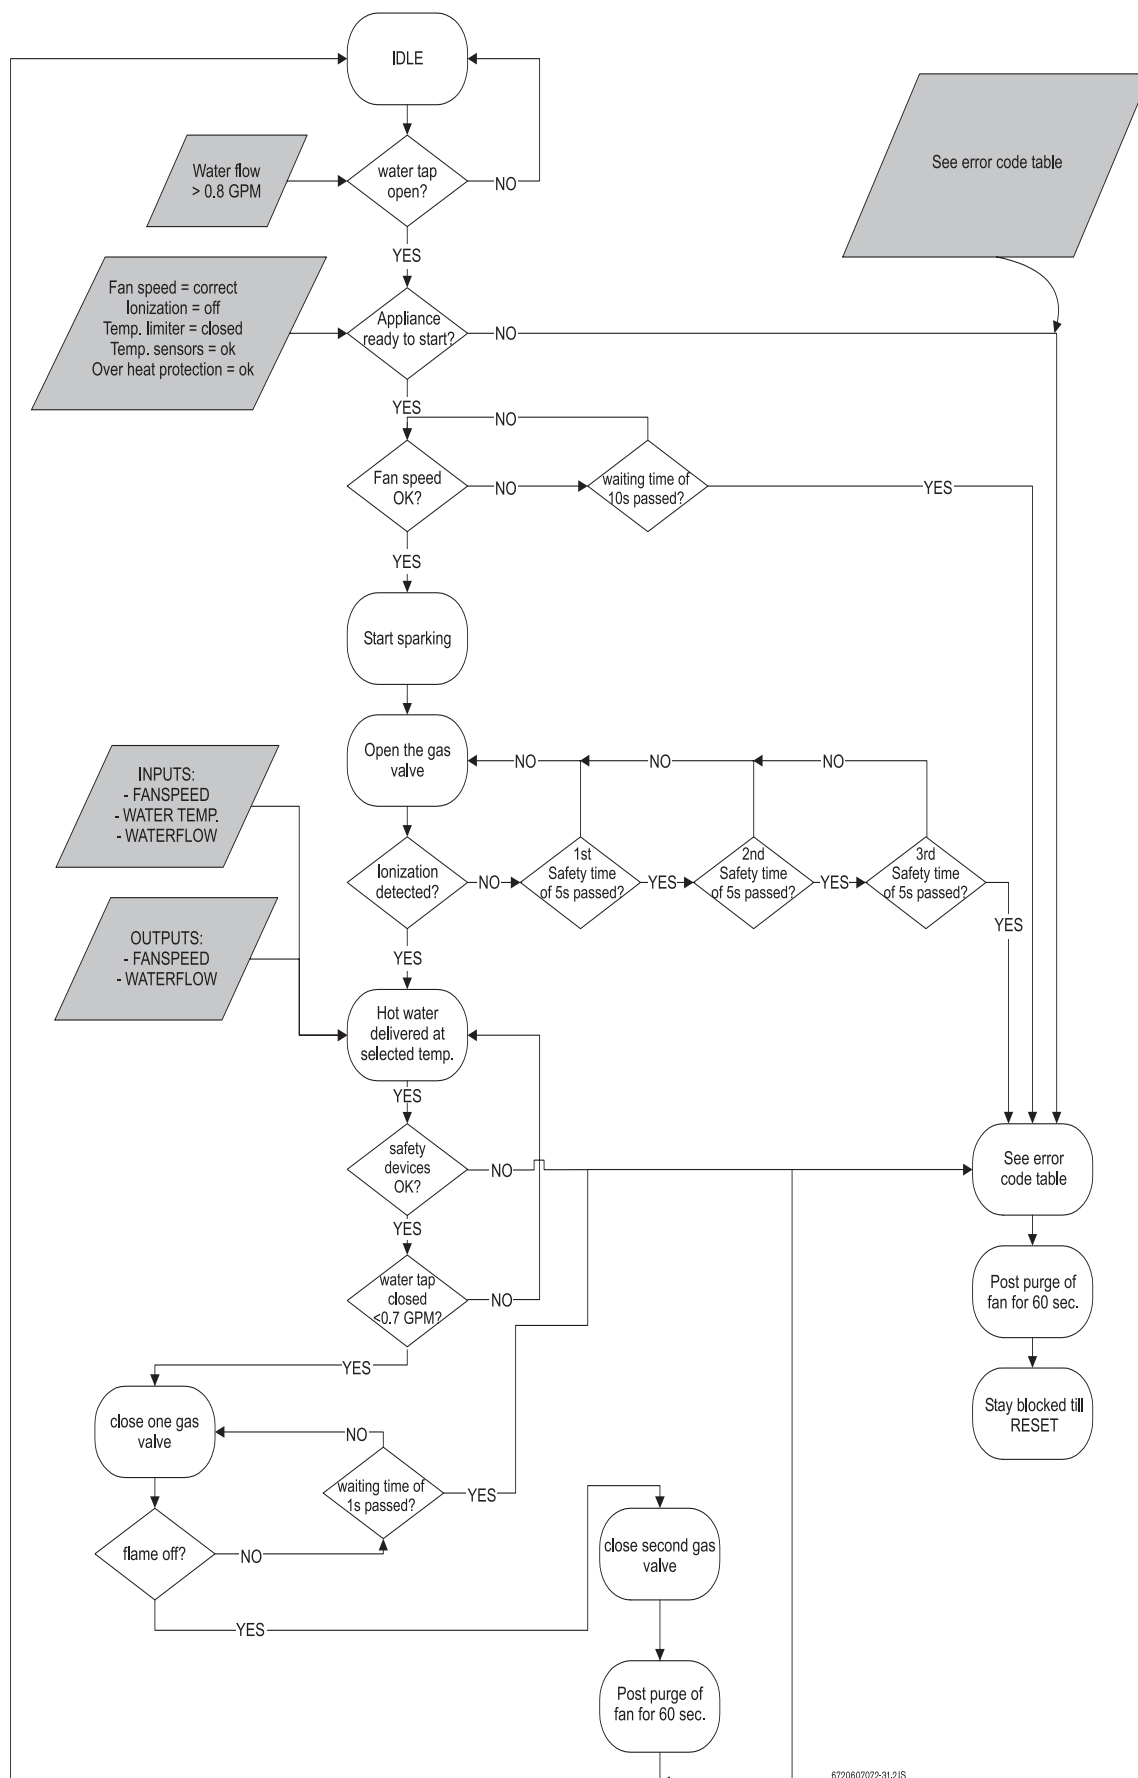 IDLE
Water flow
> 0.8 GPM
water tap
open?
NO
See error code table
YES
Fan speed = correct
Ionization = off
Temp. limiter = closed
Temp. sensors = ok
Over heat protection = ok
Appliance
ready to start?
NO
YES
NO
Fan speed
OK?
NO
waiting time of
10s passed?
YES
YES
Start sparking
Open the gas
valve
NO
NO
NO
INPUTS:
- FANSPEED
- WATER TEMP.
- WATERFLOW
Ionization
detected?
NO
1st
Safety time
of 5s passed?
YES
2nd
Safety time
of 5s passed?
YES
3rd
Safety time
of 5s passed?
YES
OUTPUTS:
- FANSPEED
- WATERFLOW
YES
Hot water
delivered at
selected temp.
YES
safety
devices
OK?
NO
See error
code table
YES
water tap
closed
<0.7 GPM?
NO
Post purge of
fan for 60 sec.
YES
Stay blocked till
RESET
close one gas
valve
NO
waiting time of
1s passed?
YES
flame off?
NO
close second gas
valve
YES
Post purge of
fan for 60 sec.
6720607072-31.2JS